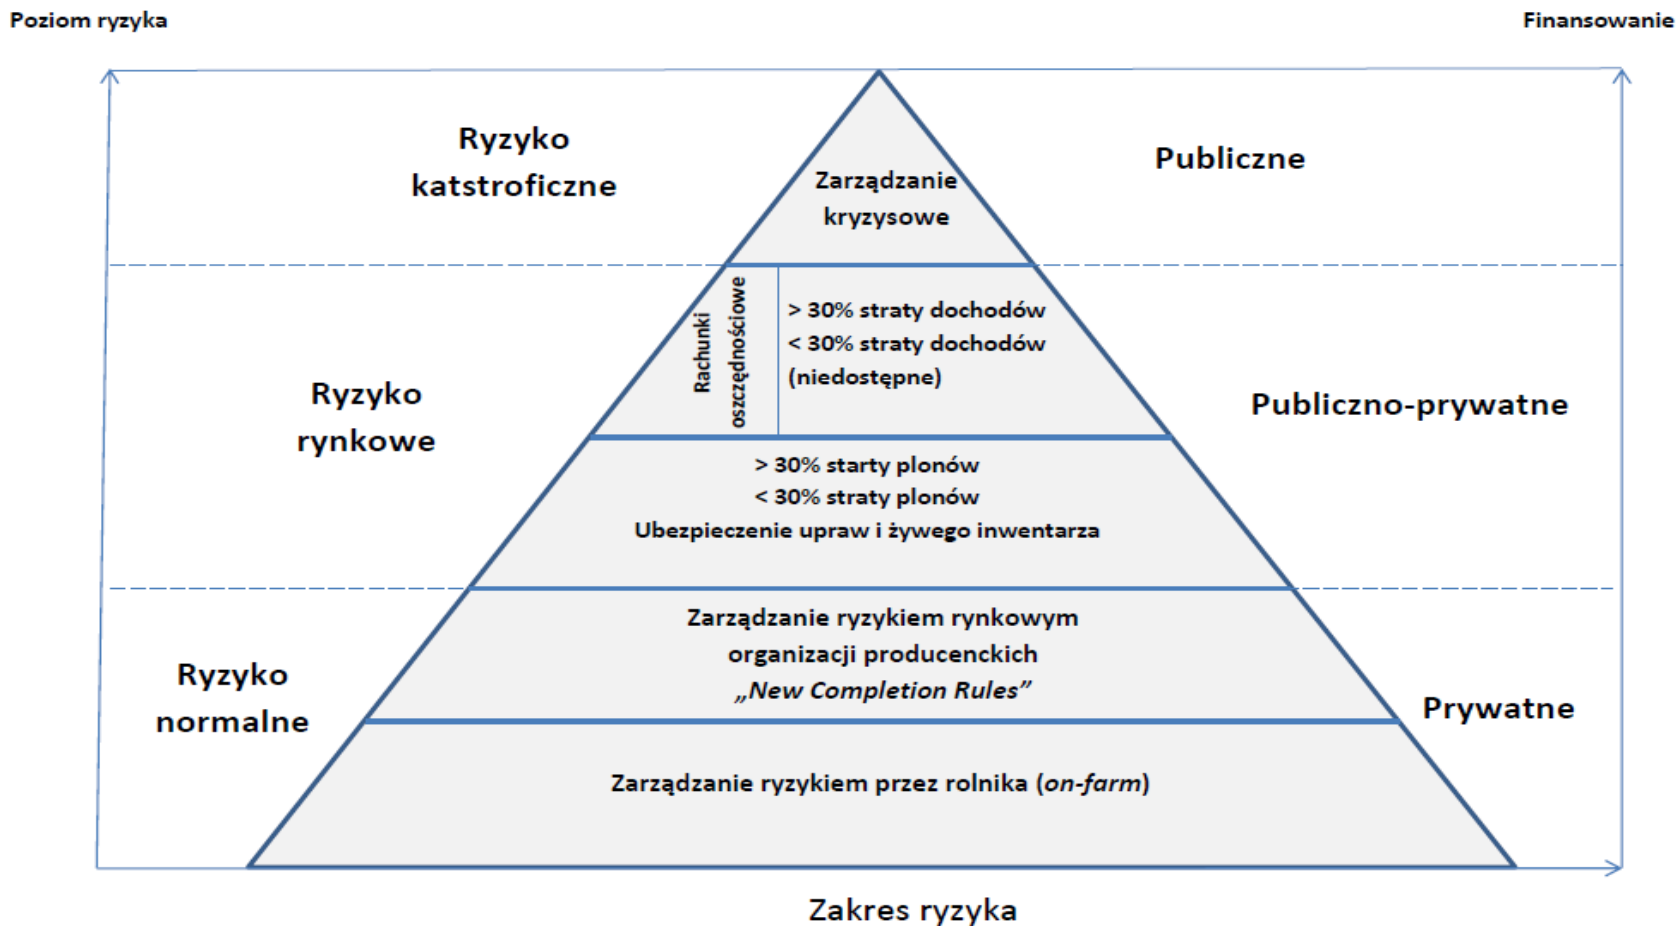 Poziom ryzyka
Finansowanie
Ryzyko
katstroficzne
Zarządzanie
kryzysowe
Publiczne
Ryzyko
rynkowe
Rachunki
oszczędnościowe
> 30% straty dochodów
< 30% straty dochodów
(niedostępne)
Publiczno-prywatne
> 30% starty plonów
< 30% straty plonów
Ubezpieczenie upraw i żywego inwentarza
Ryzyko
normalne
Zarządzanie ryzykiem rynkowym
organizacji producenckich
„New Completion Rules”
Prywatne
Zarządzanie ryzykiem przez rolnika (on-farm)
Zakres ryzyka